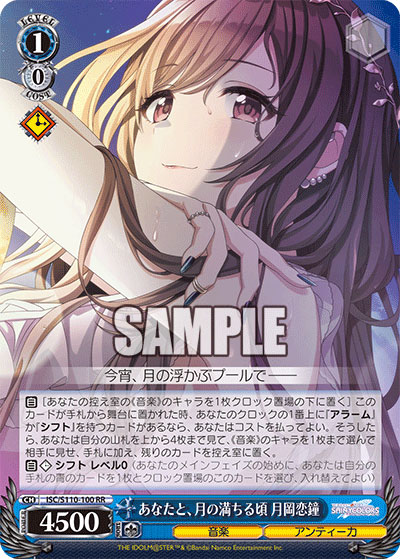 LEVEL
1
0
COST
SAMPLE
今宵、月の浮かぶプールで――
自［あなたの控え室の《音楽》のキャラを1枚クロック置場の下に置く］ この
カードが手札から舞台に置かれた時、あなたのクロックの1番上に「アラーム」
か「シフト」を持つカードがあるなら、あなたはコストを払ってよい。そうした
ら、あなたは自分の山札を上から4枚まで見て、《音楽》のキャラを1枚まで選んで
相手に見せ、手札に加え、残りのカードを控え室に置く。
自 シフト レベル0 ［あなたのメインフェイズの始めに、あなたは自分の手札の青のカードを1枚とクロック置場のこのカードを選び、入れ替えてよい］
CH ISC/S110-100 RR
4500
あなたと、月の満ちる頃 月岡恋鐘
SHINYCOLORS
音楽
アンティーカ
THE IDOLM@STER™&©Bandai Namco Entertainment Inc.